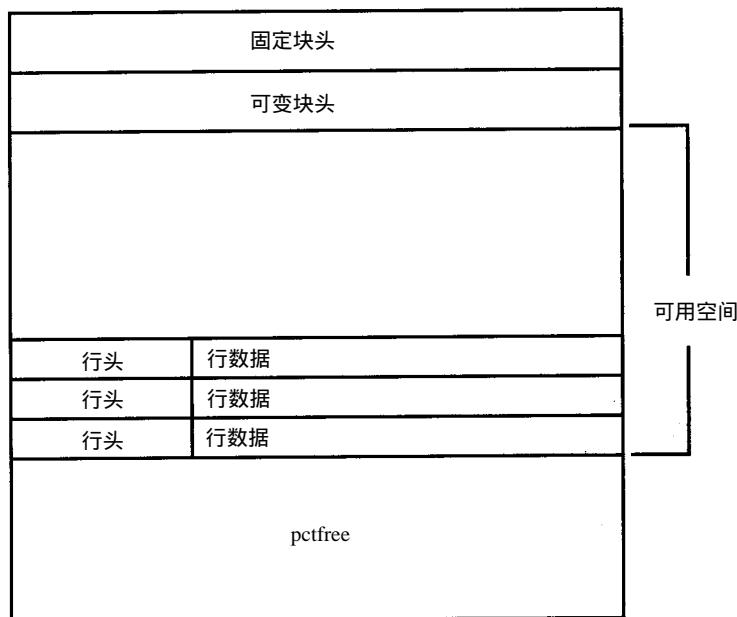 固定块头
可变块头
可用空间
行头 行数据
行头 行数据
行头 行数据
pctfree